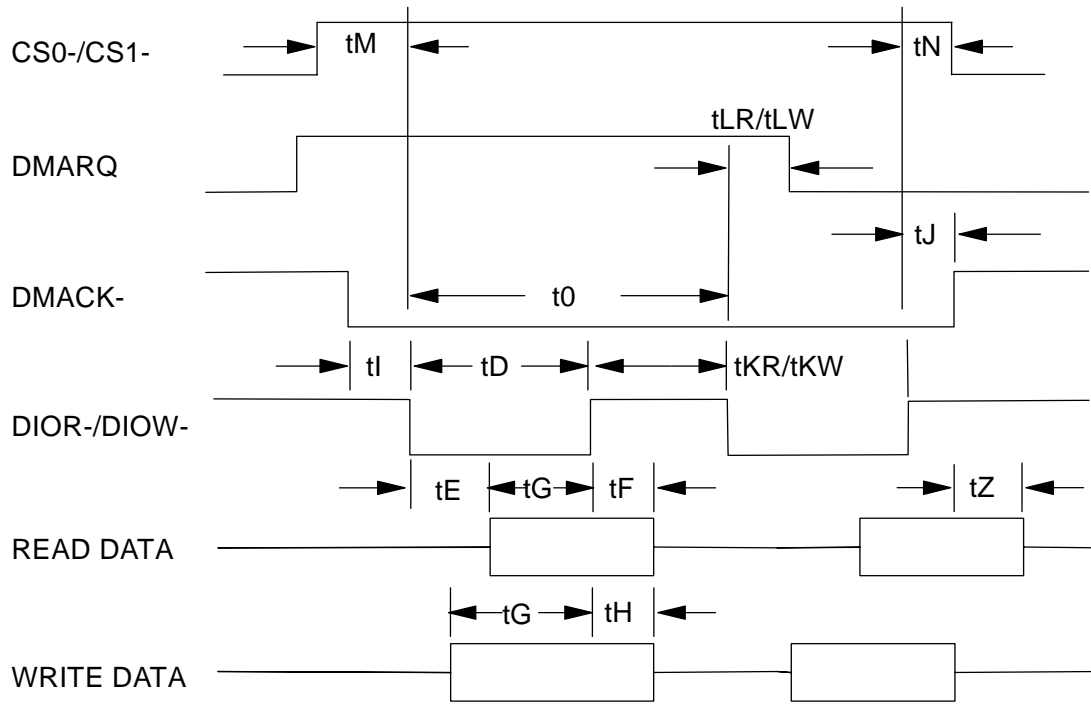 CS0-/CS1-
tM
tN
tLR/tLW
DMARQ
tJ
DMACK-
t0
tI
tD
tKR/tKW
DIOR-/DIOW-
tE
tG
tF
tZ
READ DATA
tG
tH
WRITE DATA